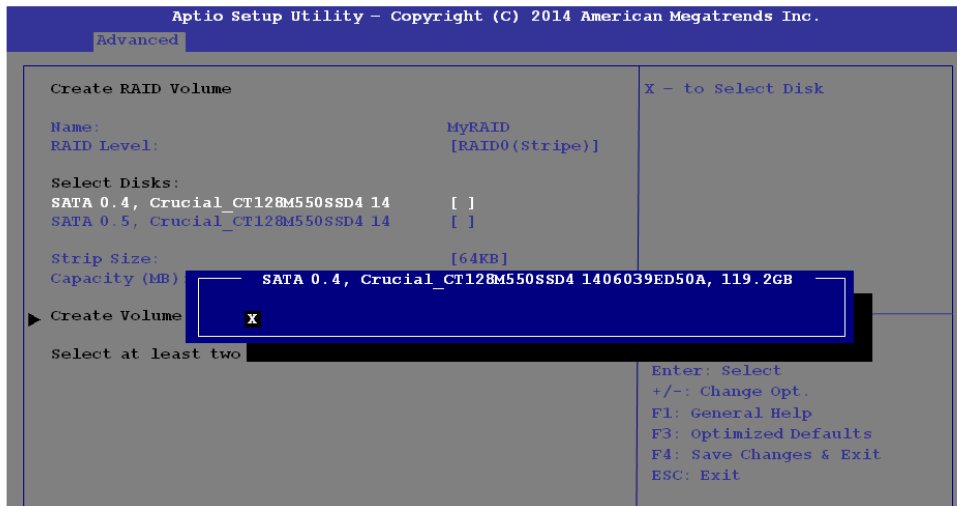 Aptio Setup Utility – Copyright (C) 2014 American Megatrends Inc.
Advanced
Create RAID Volume
Name: MyRAID
RAID Level: [RAID0(Stripe)]
Select Disks:
SATA 0.4, Crucial_CT128M550SSD4 14 [ ]
SATA 0.5, Crucial_CT128M550SSD4 14 [ ]
Strip Size: [64KB]
Capacity (MB)
SATA 0.4, Crucial_CT128M550SSD4 1406039ED50A, 119.2GB
X
Create Volume
Select at least two
X – to Select Disk
Enter: Select
+/-: Change Opt.
F1: General Help
F3: Optimized Defaults
F4: Save Changes & Exit
ESC: Exit